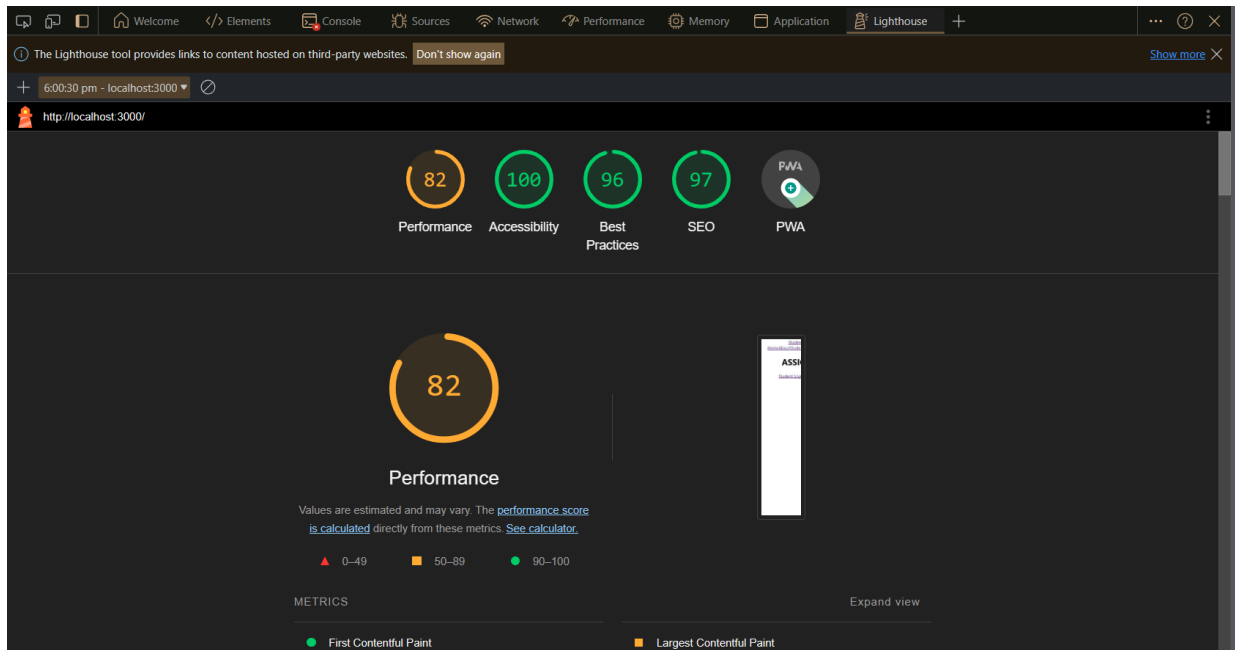 Welcome </> Elements Console Sources Network Performance Memory Application Lighthouse
The Lighthouse tool provides links to content hosted on third-party websites. Don't show again Show more
6:00:30 pm - localhost:3000
http://localhost:3000/
82 100 96 97 PWA
Performance Accessibility Best Practices SEO PWA
82
ASSI
Performance
Values are estimated and may vary. The performance score
is calculated directly from these metrics. See calculator.
0–49 50–89 90–100
METRICS Expand view
First Contentful Paint Largest Contentful Paint